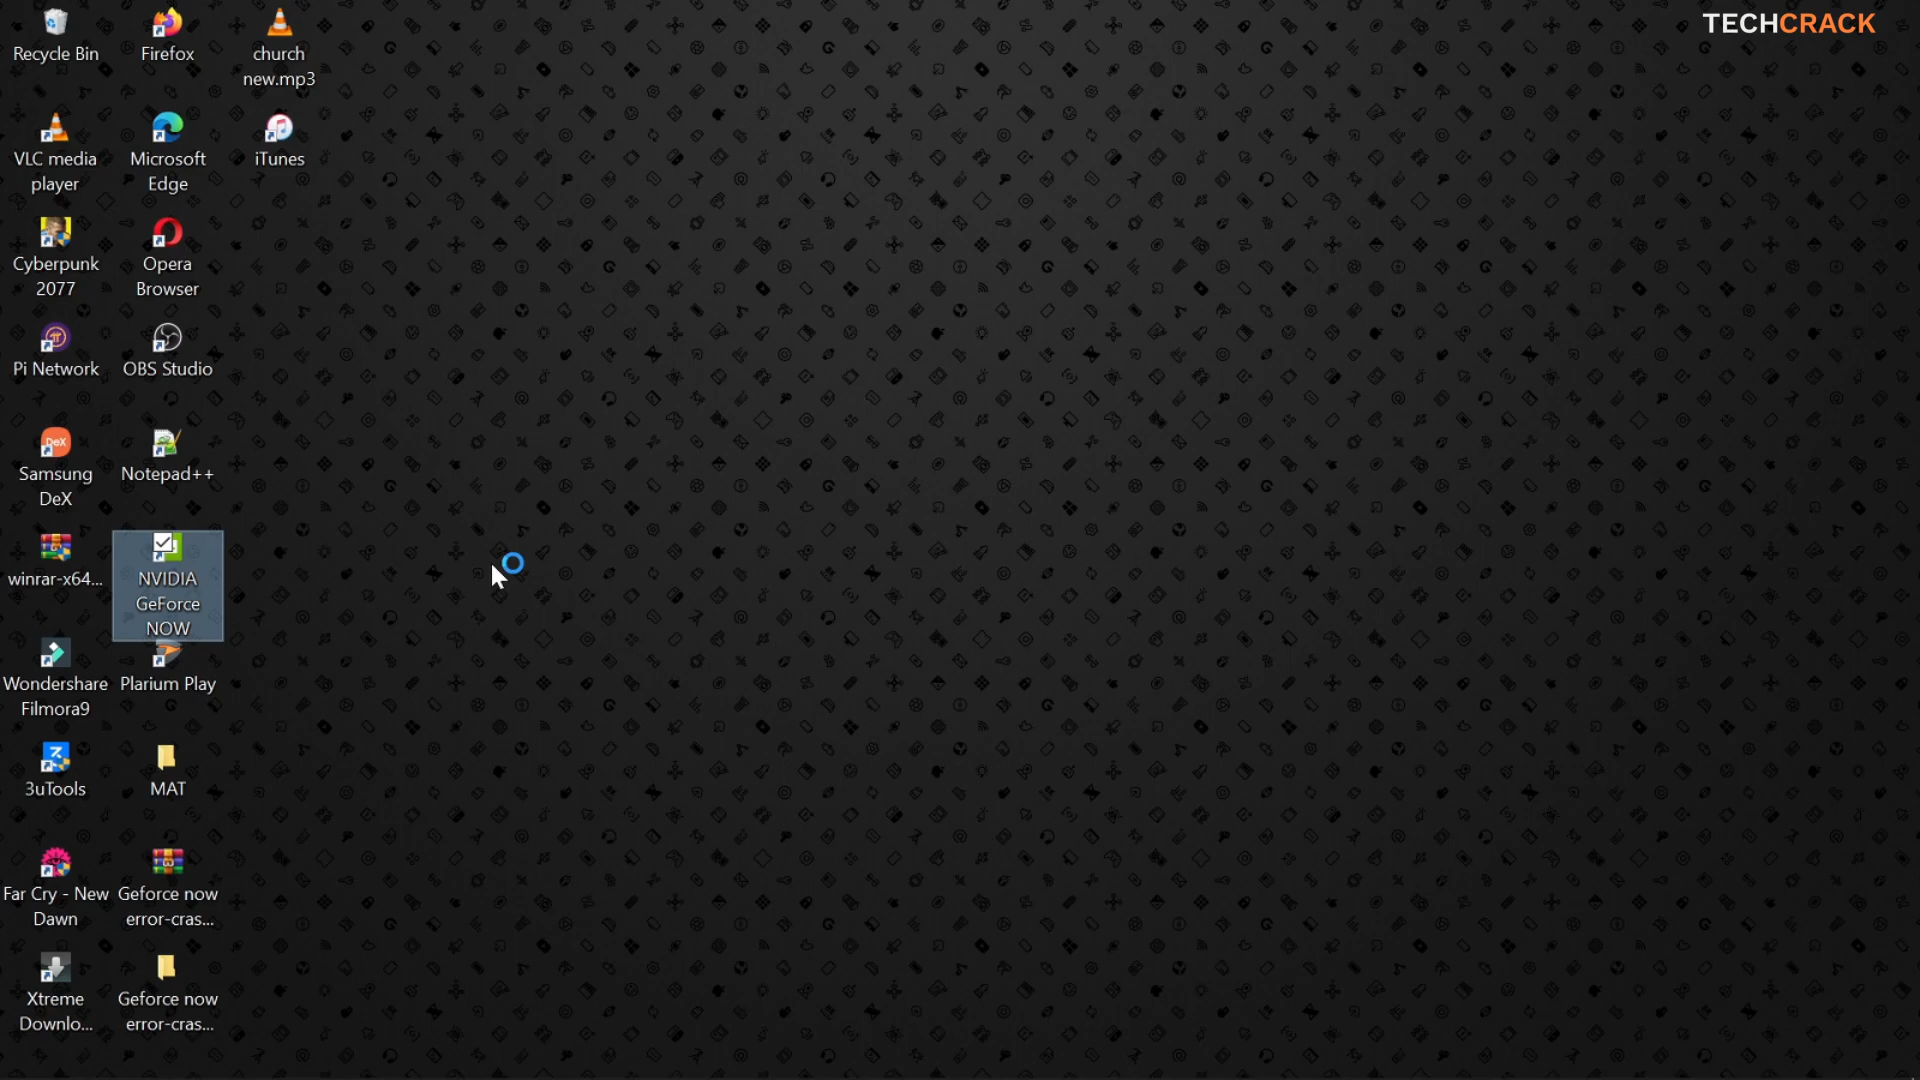 TECHCRACK
Recycle Bin
Firefox
church
new.mp3
VLC media
player
Microsoft
Edge
iTunes
Cyberpunk
2077
Opera
Browser
Pi Network
OBS Studio
DeX
Samsung
DeX
Notepad++
winrar-x64...
NVIDIA
GeForce
NOW
Wondershare
Filmora9
Plarium Play
3uTools
MAT
Far Cry - New
Dawn
Geforce now
error-cras...
Xtreme
Downlo...
Geforce now
error-cras...